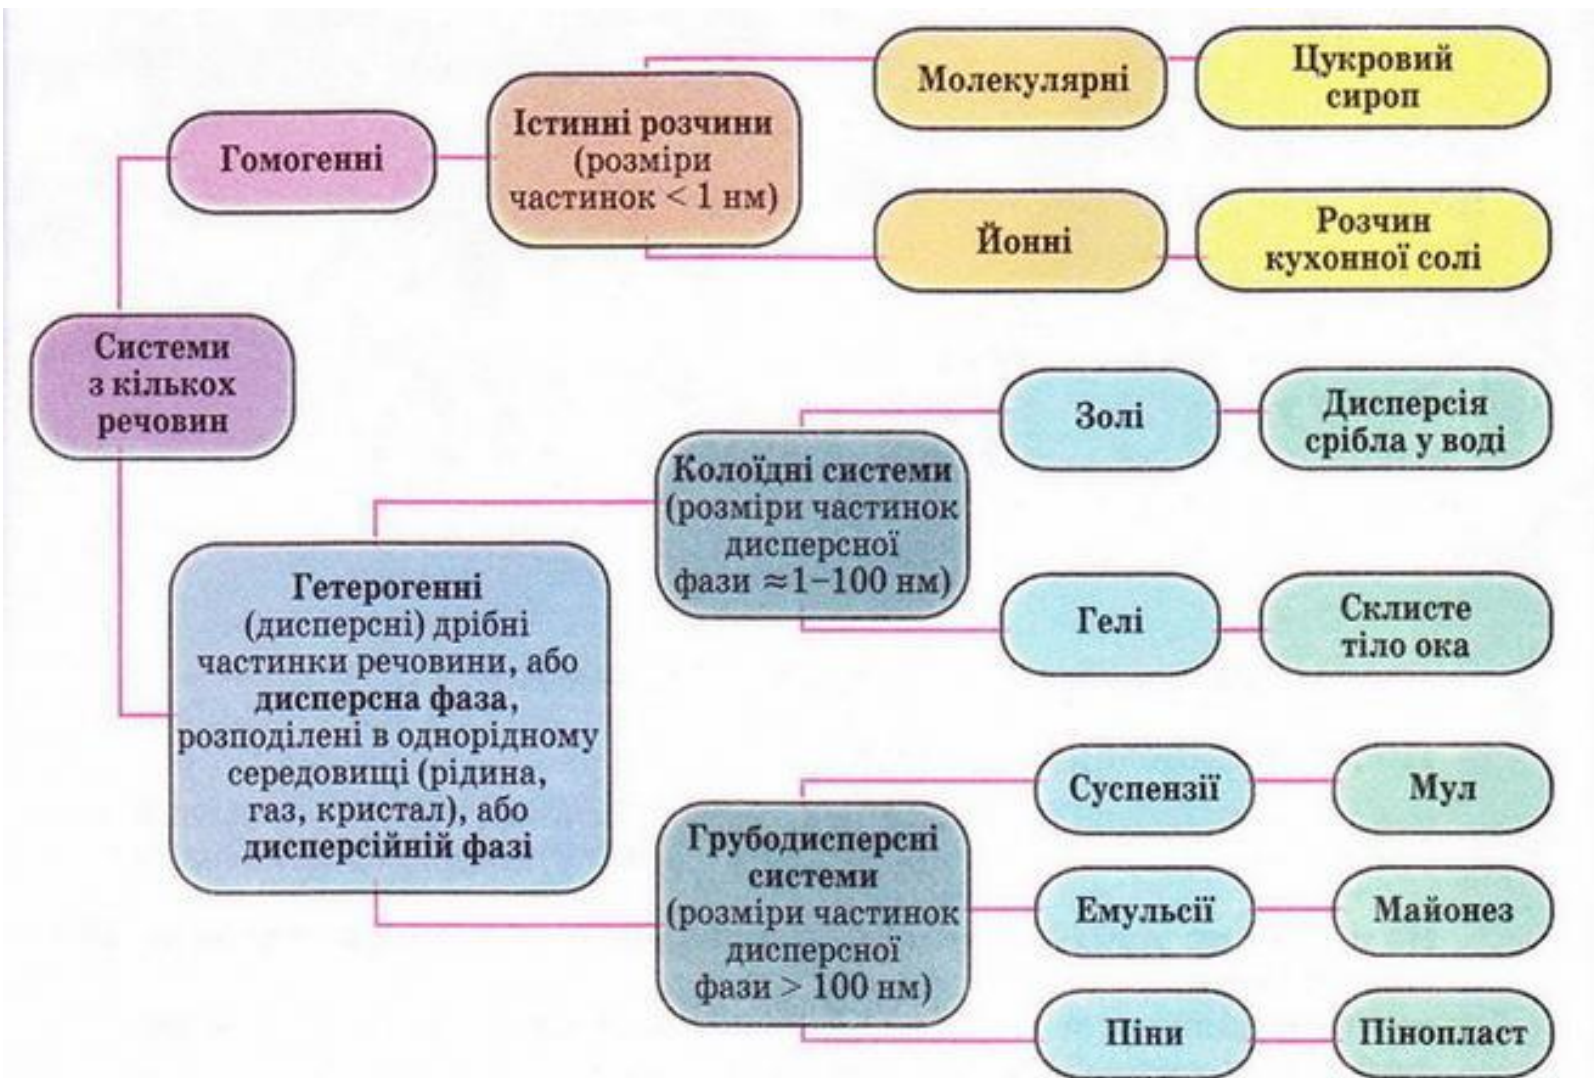 Молекулярні
Цукровий
сироп
Істинні розчини
(розміри
частинок < 1 нм)
Гомогенні
Йонні
Розчин
кухонної солі
Системи
з кількох
речовин
Золі
Дисперсія
срібла у воді
Колоїдні системи
(розміри частинок
дисперсної
фази ≈1–100 нм)
Гелі
Склисте
тіло ока
Гетерогенні
(дисперсні) дрібні
частинки речовини, або
дисперсна фаза,
розподілені в однорідному
середовищі (рідина,
газ, кристал), або
дисперсійній фазі
Суспензії
Мул
Грубодисперсні
системи
(розміри частинок
дисперсної
фази > 100 нм)
Емульсії
Майонез
Піни
Пінопласт